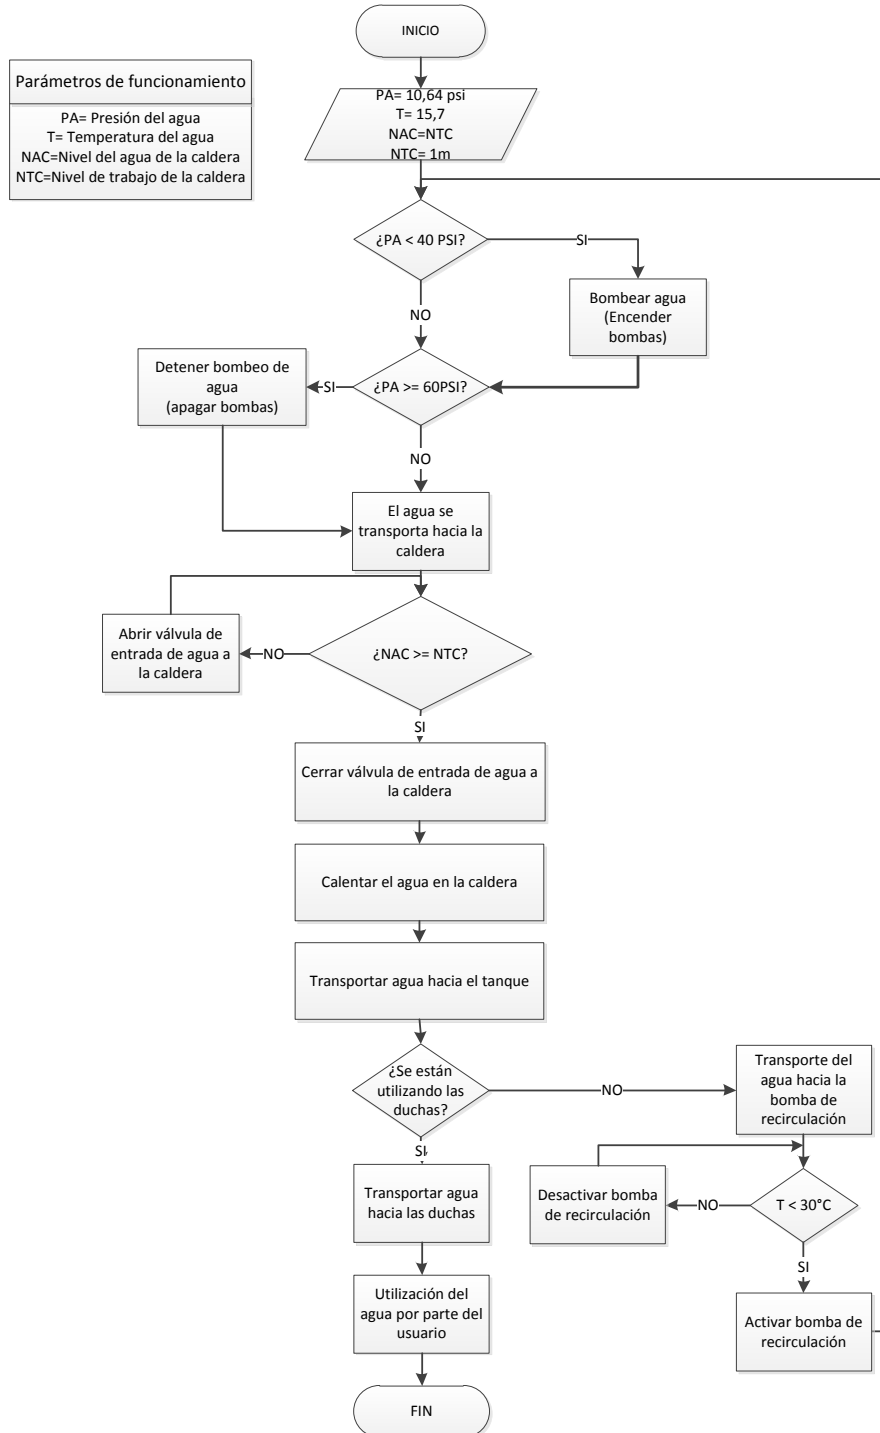 INICIO
Parámetros de funcionamiento
PA= Presión del agua
T= Temperatura del agua
NAC=Nivel del agua de la caldera
NTC=Nivel de trabajo de la caldera
PA= 10,64 psi
T= 15,7
NAC=NTC
NTC= 1m
¿PA < 40 PSI?
SI
Bombear agua
(Encender
bombas)
NO
¿PA >= 60PSI?
SI
Detener bombeo de
agua
(apagar bombas)
NO
El agua se
transporta hacia la
caldera
¿NAC >= NTC?
NO
Abrir válvula de
entrada de agua a
la caldera
SI
Cerrar válvula de entrada de agua a
la caldera
Calentar el agua en la caldera
Transportar agua hacia el tanque
¿Se están
utilizando las
duchas?
NO
Transporte del
agua hacia la
bomba de
recirculación
SI
Transportar agua
hacia las duchas
Desactivar bomba
de recirculación
NO
T < 30°C
SI
Utilización del
agua por parte del
usuario
Activar bomba de
recirculación
FIN